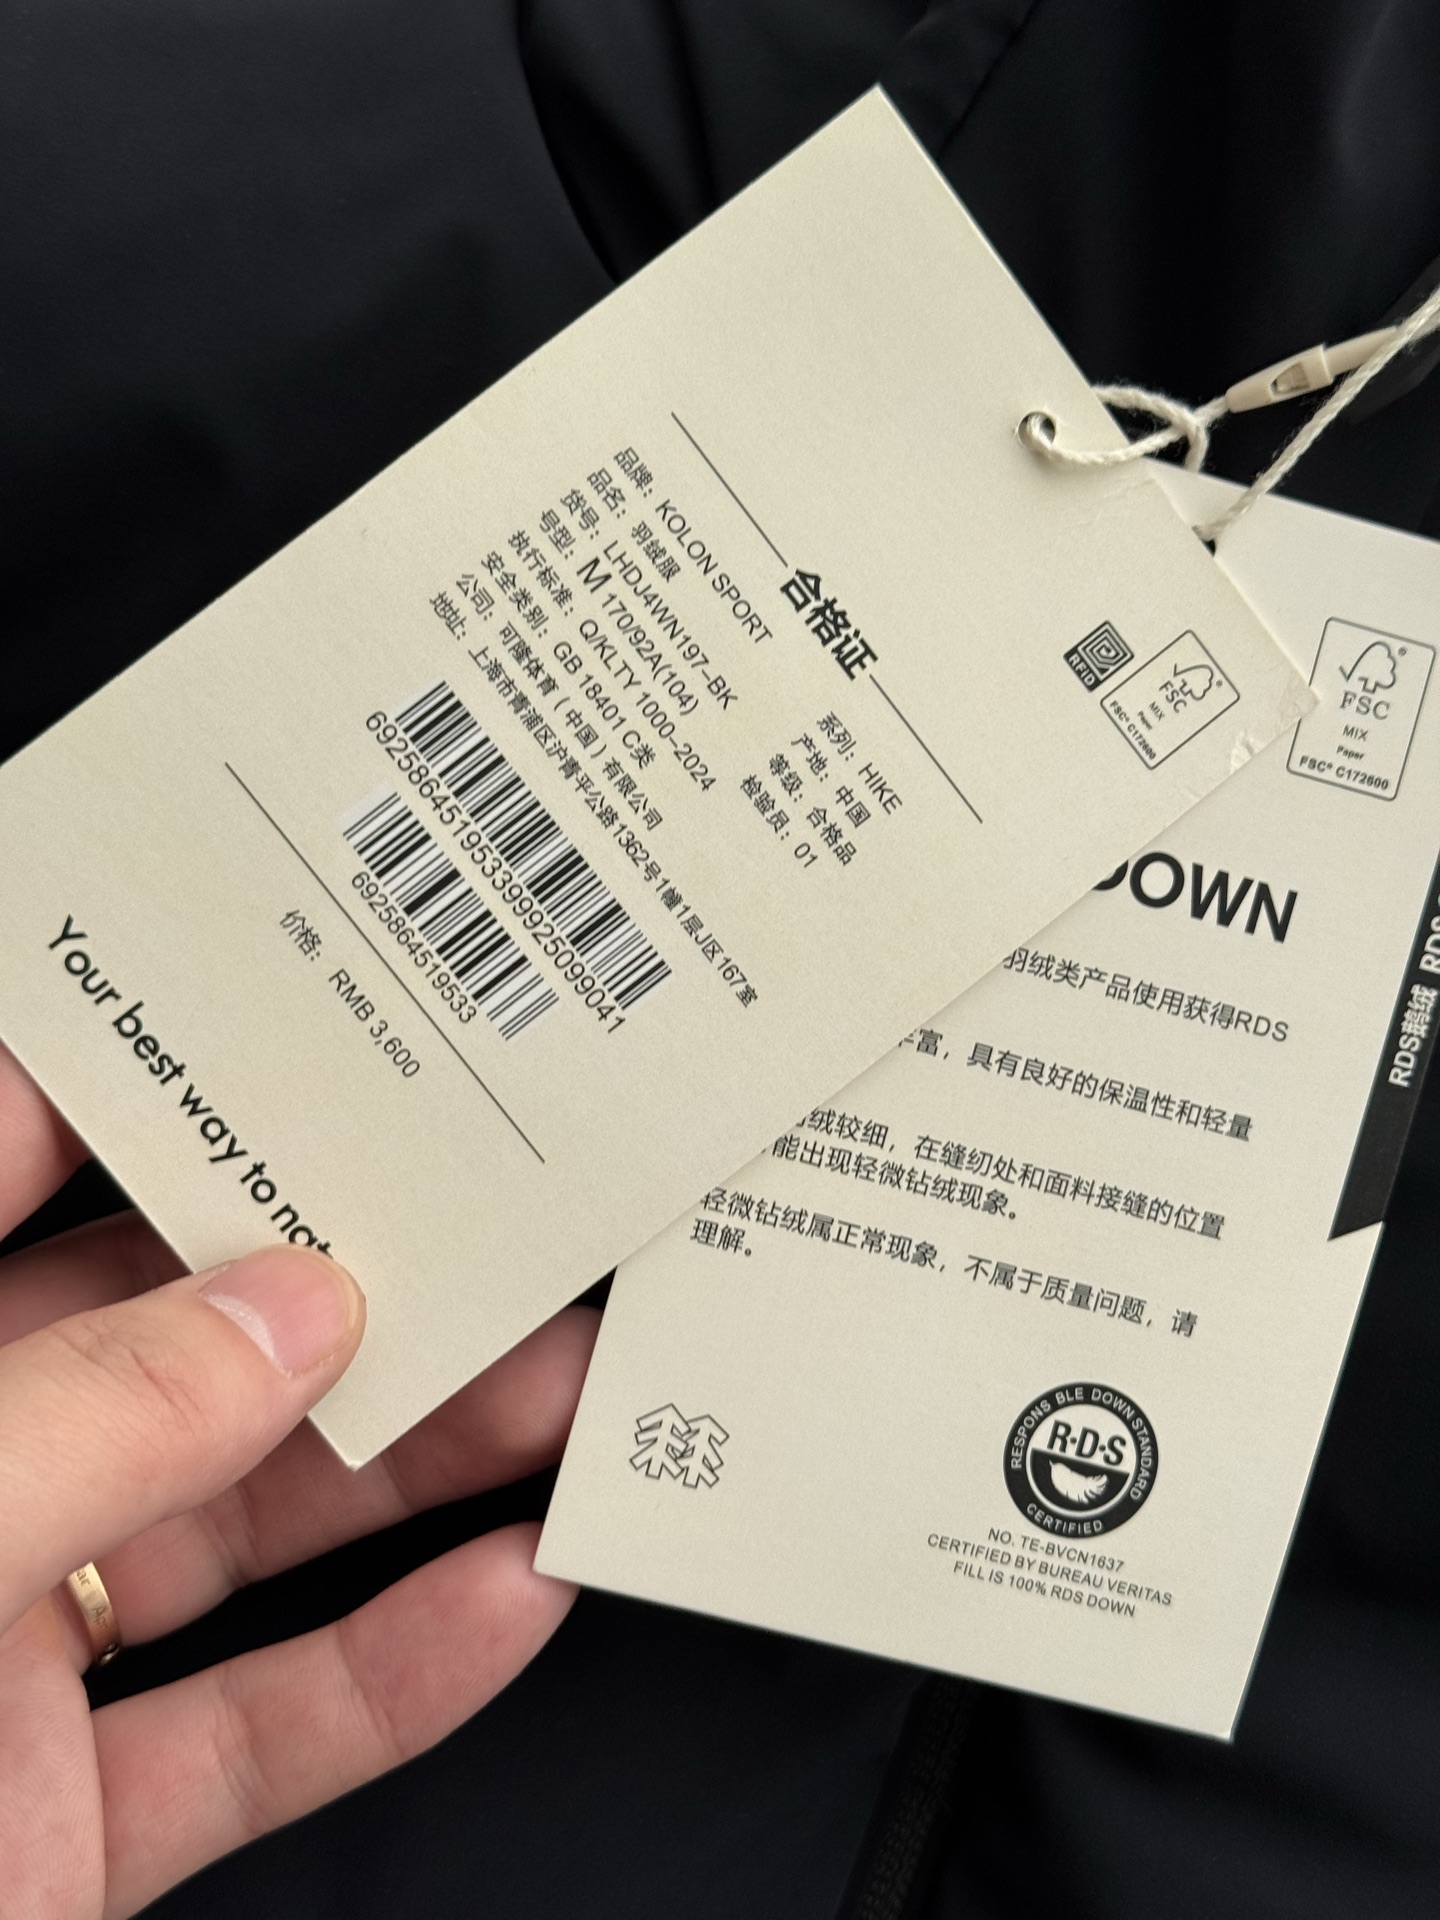 合格证
品牌：KOLON SPORT
品名：羽绒服
货号：LHDJ4WN197-BK
号型：M 170/92A(104)
执行标准：Q/KLTY 1000-2024
安全类别：GB 18401 C类
公司：可隆体育（中国）有限公司
地址：上海市青浦区沪青平公路1362号1幢1层J区167室
系列：HIKE
产地：中国
等级：合格品
检验员：01
69258645195339992509904​1
6925864519533
价格：RMB 3,600
Your best way to nat
RFID
FSC
MIX
Paper
FSC® C172600
FSC
MIX
Paper
FSC® C172600
DOWN
羽绒类产品使用获得RDS
丰富，具有良好的保温性和轻量
绒较细，在缝纫处和面料接缝的位置
能出现轻微钻绒现象。
轻微钻绒属正常现象，不属于质量问题，请
理解。
RDS鹅绒 RDS
RESPONSIBLE DOWN STANDARD
R·D·S
CERTIFIED
NO. TE-BVCN1637
CERTIFIED BY BUREAU VERITAS
FILL IS 100% RDS DOWN